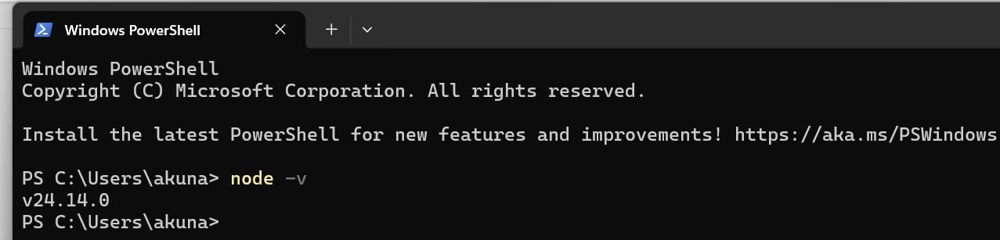 Windows PowerShell
Windows PowerShell
Copyright (C) Microsoft Corporation. All rights reserved.
Install the latest PowerShell for new features and improvements! https://aka.ms/PSWindows
PS C:\Users\akuna> node -v
v24.14.0
PS C:\Users\akuna>